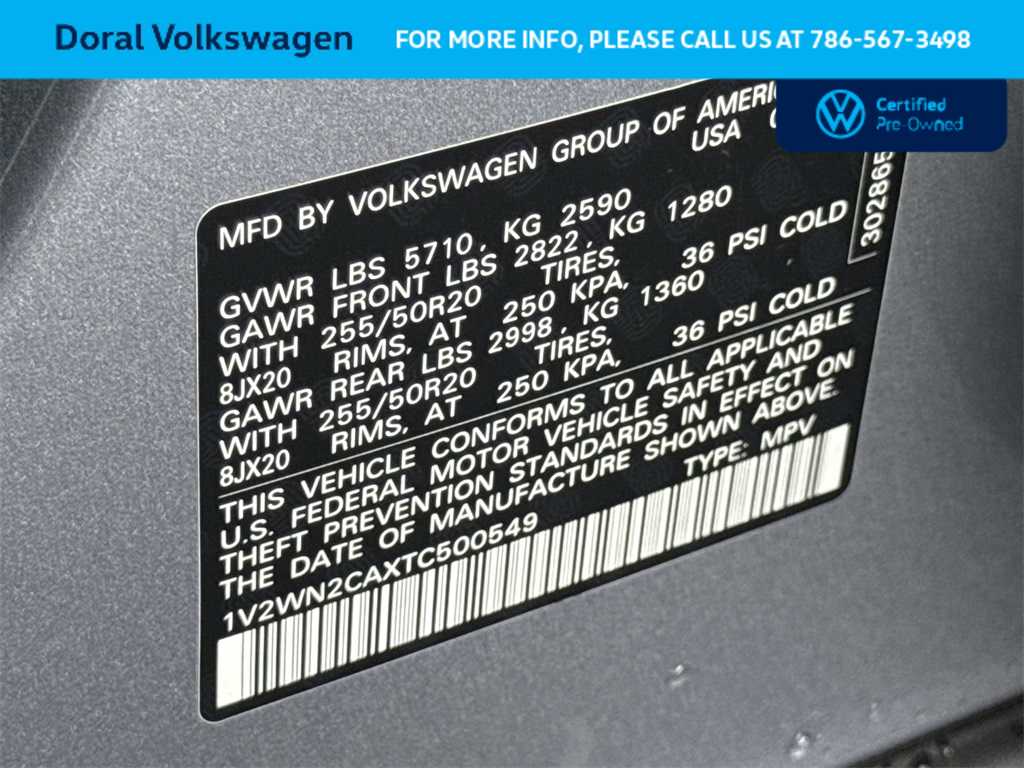 Doral Volkswagen
FOR MORE INFO, PLEASE CALL US AT 786-567-3498
Certified
Pre-Owned
MFD BY VOLKSWAGEN GROUP OF
USA
GVWR LBS 5710, KG 2590
GAWR FRONT LBS 2822, KG 1280
WITH 255/50R20 TIRES,
8JX20 RIMS, AT 250 KPA, 36 PSI COLD
GAWR REAR LBS 2998, KG 1360
WITH 255/50R20 TIRES,
8JX20 RIMS, AT 250 KPA, 36 PSI COLD
THIS VEHICLE CONFORMS TO ALL APPLICABLE
U.S. FEDERAL MOTOR VEHICLE SAFETY AND
THEFT PREVENTION STANDARDS IN EFFECT ON
THE DATE OF MANUFACTURE SHOWN ABOVE.
TYPE: MPV
1V2WN2CAXTC500549